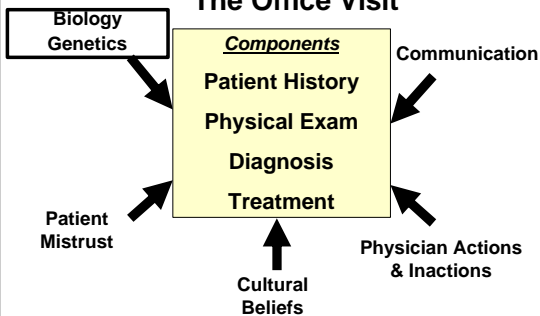 The Office Visit
Biology
Genetics
Components
Patient History
Physical Exam
Diagnosis
Treatment
Communication
Patient
Mistrust
Cultural
Beliefs
Physician Actions
& Inactions